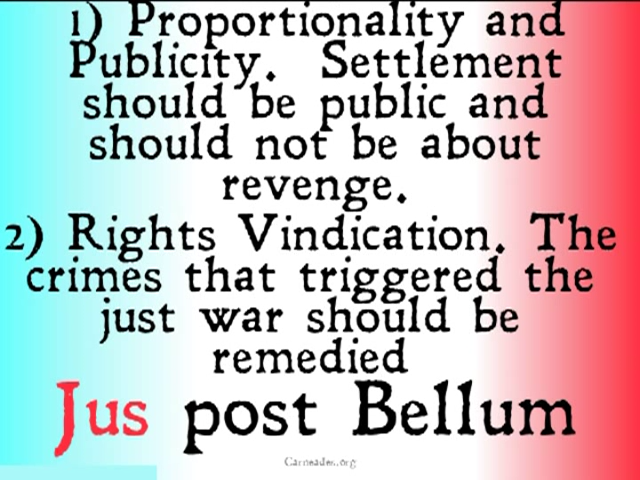 1) Proportionality and
Publicity. Settlement
should be public and
should not be about
revenge.
2) Rights Vindication. The
crimes that triggered the
just war should be
remedied
Jus post Bellum
Carneades.org